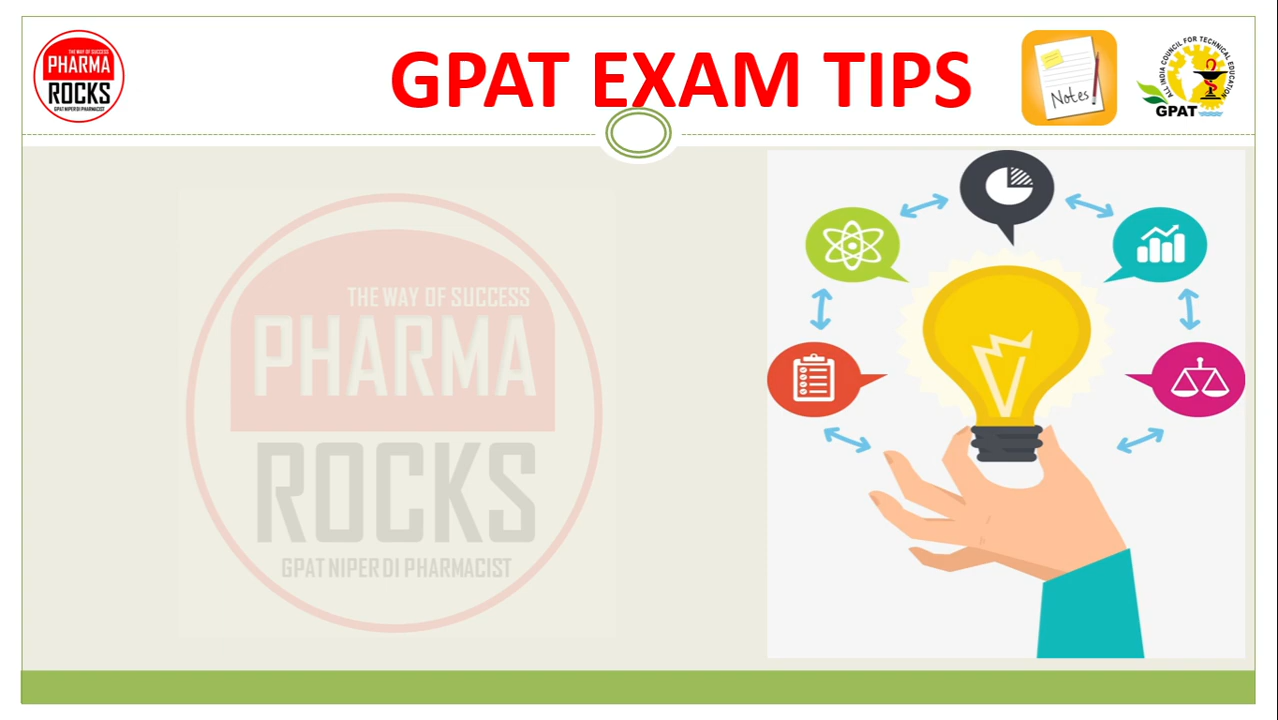 THE WAY OF SUCCESS
PHARMA
ROCKS
GPAT NIPER DI PHARMACIST
GPAT EXAM TIPS
Notes
ALL INDIA COUNCIL FOR TECHNICAL EDUCATION
GPAT
THE WAY OF SUCCESS
PHARMA
ROCKS
GPAT NIPER DI PHARMACIST